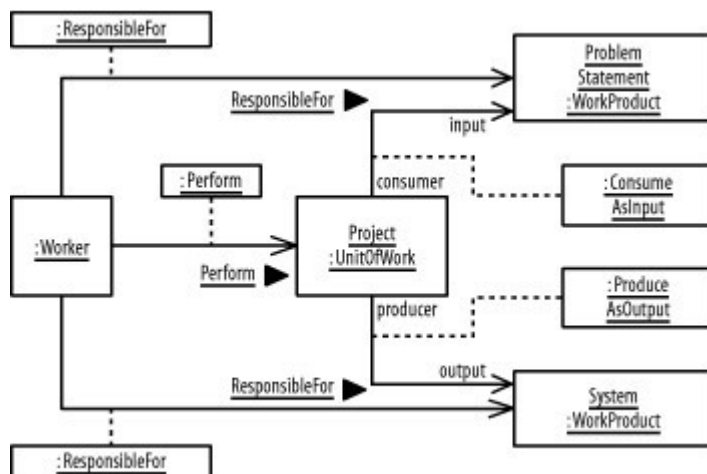 :ResponsibleFor
Problem
Statement
:WorkProduct
ResponsibleFor
input
:Perform
consumer
:Consume
AsInput
:Worker
Project
:UnitOfWork
Perform
producer
:Produce
AsOutput
ResponsibleFor
output
System
:WorkProduct
:ResponsibleFor